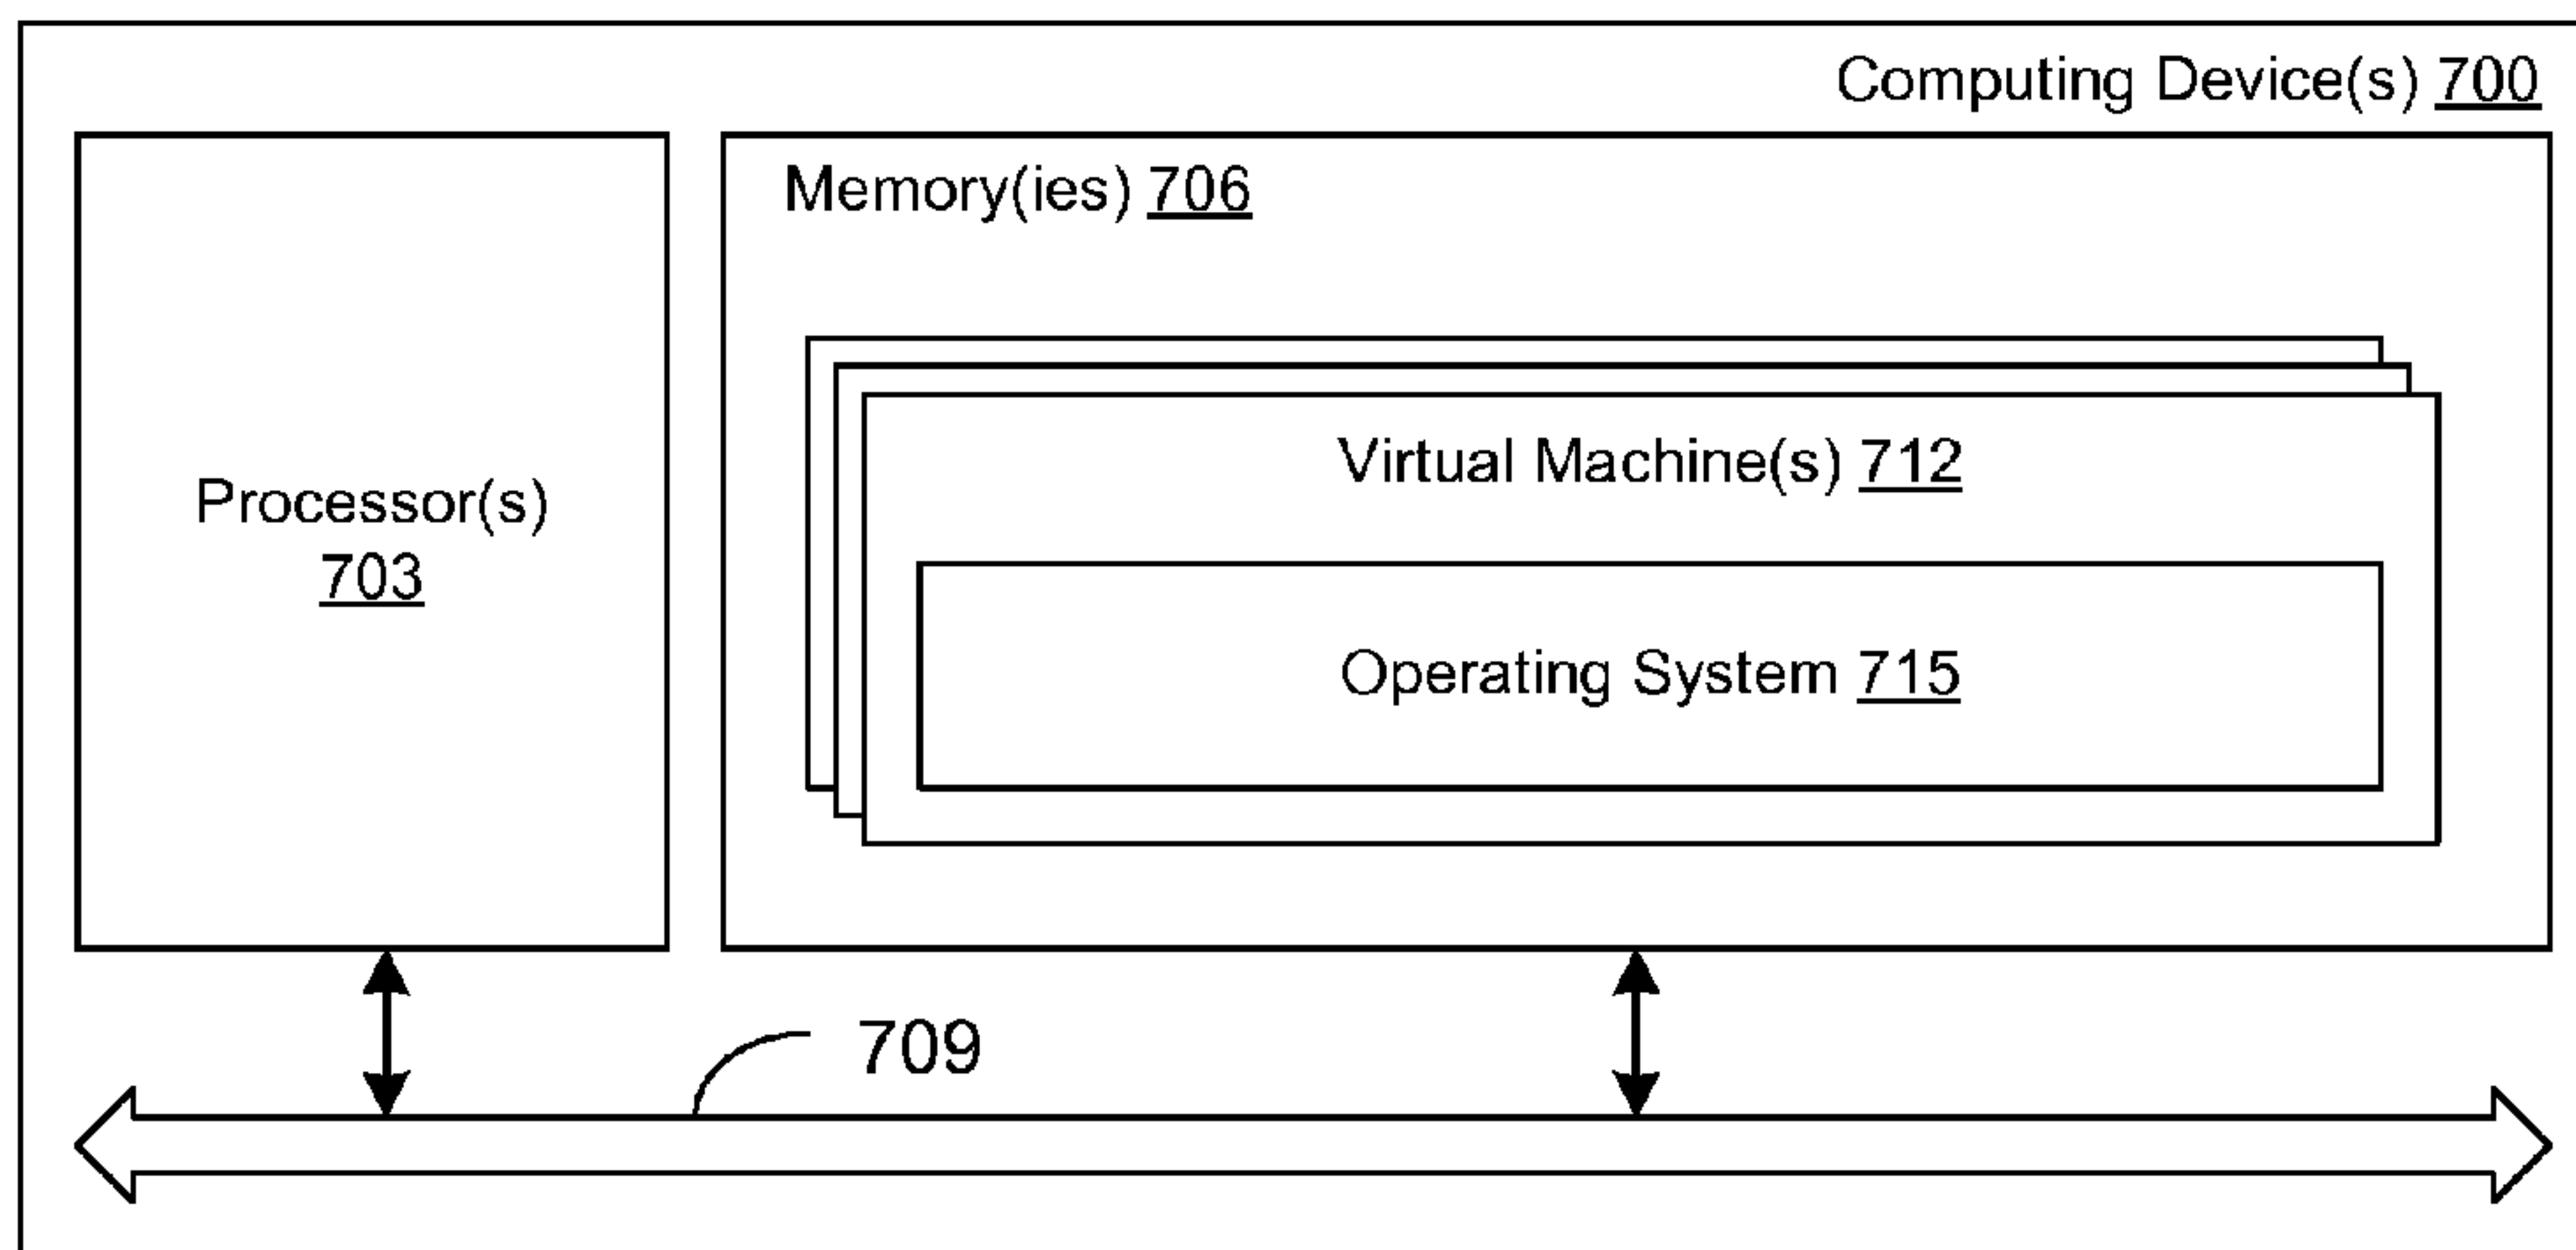 Computing Device(s) 700
Memory(ies) 706
Virtual Machine(s) 712
Processor(s)
703
Operating System 715
709